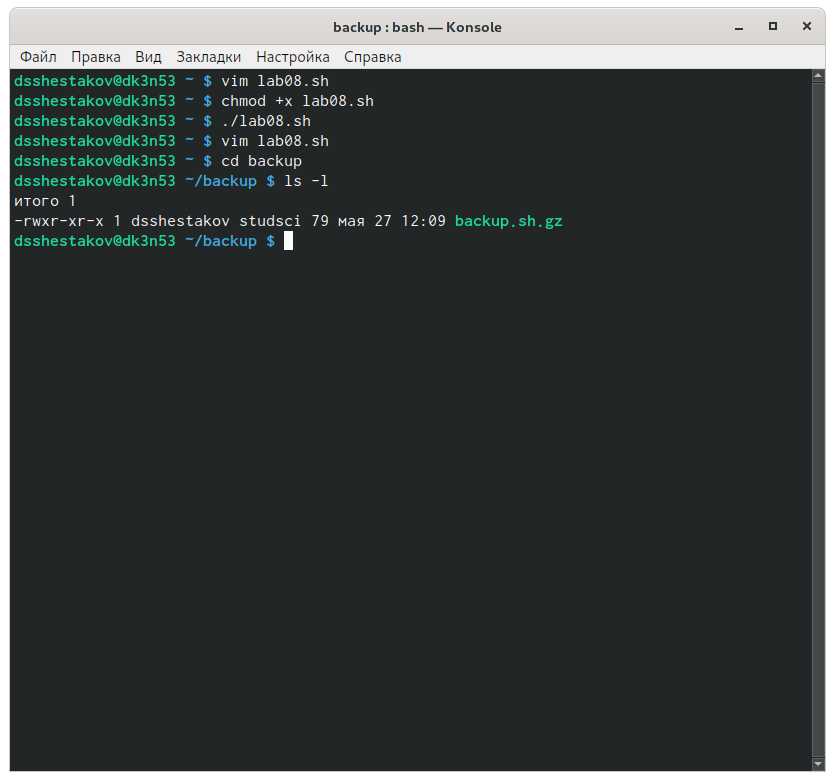 backup : bash — Konsole
Файл Правка Вид Закладки Настройка Справка
dsshestakov@dk3n53 ~ $ vim lab08.sh
dsshestakov@dk3n53 ~ $ chmod +x lab08.sh
dsshestakov@dk3n53 ~ $ ./lab08.sh
dsshestakov@dk3n53 ~ $ vim lab08.sh
dsshestakov@dk3n53 ~ $ cd backup
dsshestakov@dk3n53 ~/backup $ ls -l
итого 1
-rwxr-xr-x 1 dsshestakov studsci 79 мая 27 12:09 backup.sh.gz
dsshestakov@dk3n53 ~/backup $